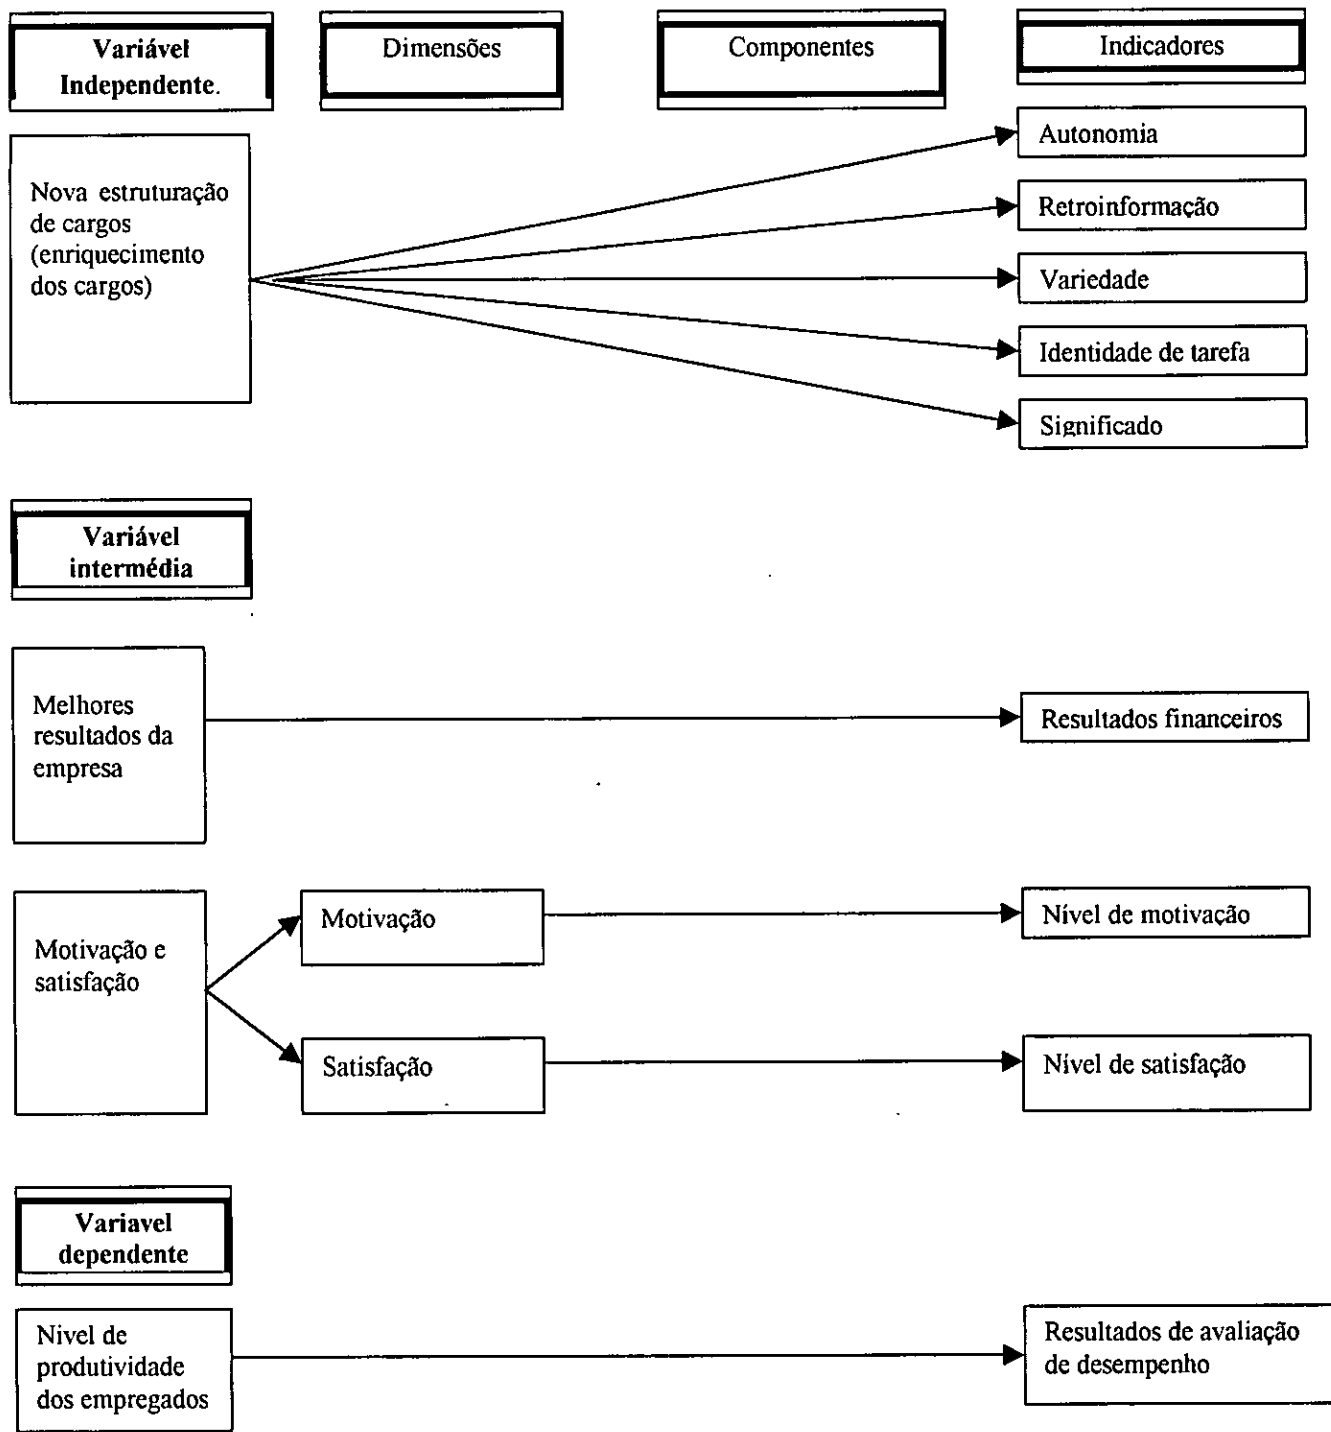 Variável
Independente.
Dimensões
Componentes
Indicadores
Nova estruturação
de cargos
(enriquecimento
dos cargos)
Autonomia
Retroinformação
Variedade
Identidade de tarefa
Significado
Variável
intermédia
Melhores
resultados da
empresa
Resultados financeiros
Motivação e
satisfação
Motivação
Nível de motivação
Satisfação
Nível de satisfação
Variavel
dependente
Nivel de
produtividade
dos empregados
Resultados de avaliação
de desempenho